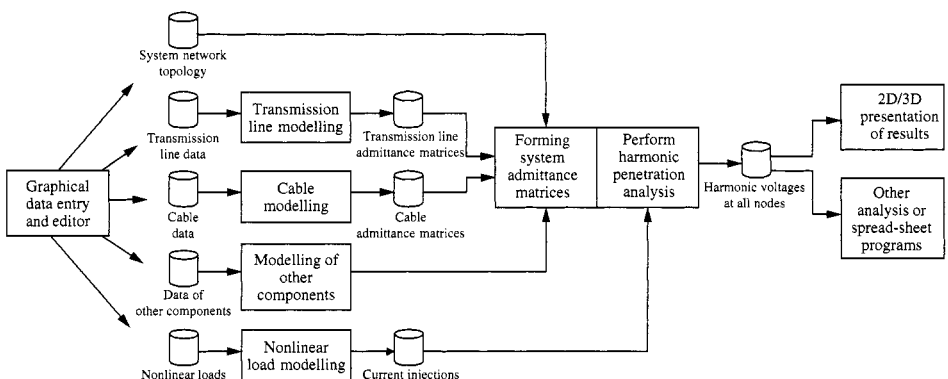 System network
topology
Transmission
line data
Transmission
line modelling
Transmission line
admittance matrices
Graphical
data entry
and editor
Cable
data
Cable
modelling
Cable
admittance matrices
Data of
other components
Modelling of
other
components
Nonlinear loads
Nonlinear
load modelling
Current injections
Forming
system
admittance
matrices
Perform
harmonic
penetration
analysis
Harmonic voltages
at all nodes
2D/3D
presentation
of results
Other
analysis or
spread-sheet
programs